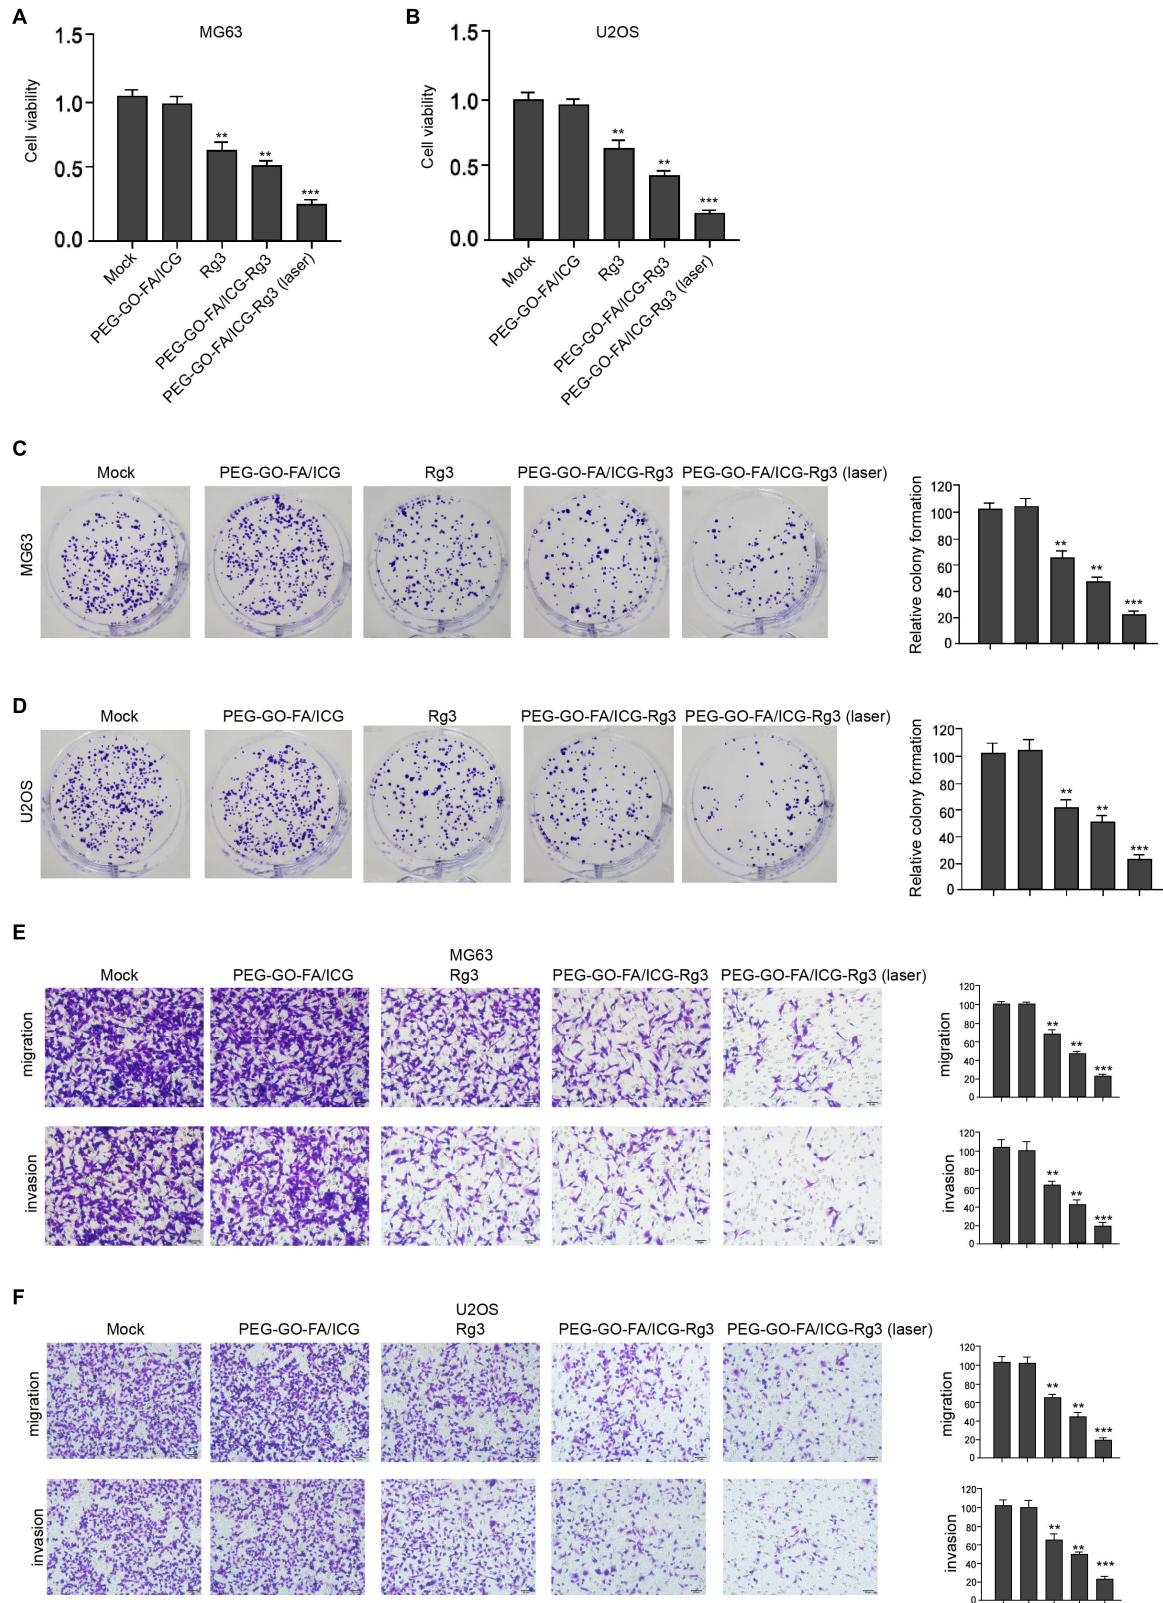 A
MG63
Cell viability
1.5
1.0
0.5
0.0
**
**
***
Mock
PEG-GO-FA/ICG
Rg3
PEG-GO-FA/ICG-Rg3
PEG-GO-FA/ICG-Rg3 (laser)
B
U2OS
Cell viability
1.5
1.0
0.5
0.0
**
**
***
Mock
PEG-GO-FA/ICG
Rg3
PEG-GO-FA/ICG-Rg3
PEG-GO-FA/ICG-Rg3 (laser)
C
Mock PEG-GO-FA/ICG Rg3 PEG-GO-FA/ICG-Rg3 PEG-GO-FA/ICG-Rg3 (laser)
MG63
Relative colony formation
120
100
80
60
40
20
0
**
**
***
D
Mock PEG-GO-FA/ICG Rg3 PEG-GO-FA/ICG-Rg3 PEG-GO-FA/ICG-Rg3 (laser)
U2OS
Relative colony formation
120
100
80
60
40
20
0
**
**
***
E
MG63
Mock PEG-GO-FA/ICG Rg3 PEG-GO-FA/ICG-Rg3 PEG-GO-FA/ICG-Rg3 (laser)
migration
migration
120
100
80
60
40
20
0
**
**
***
invasion
invasion
120
100
80
60
40
20
0
**
**
***
F
U2OS
Mock PEG-GO-FA/ICG Rg3 PEG-GO-FA/ICG-Rg3 PEG-GO-FA/ICG-Rg3 (laser)
migration
migration
120
100
80
60
40
20
0
**
**
***
invasion
invasion
120
100
80
60
40
20
0
**
**
***